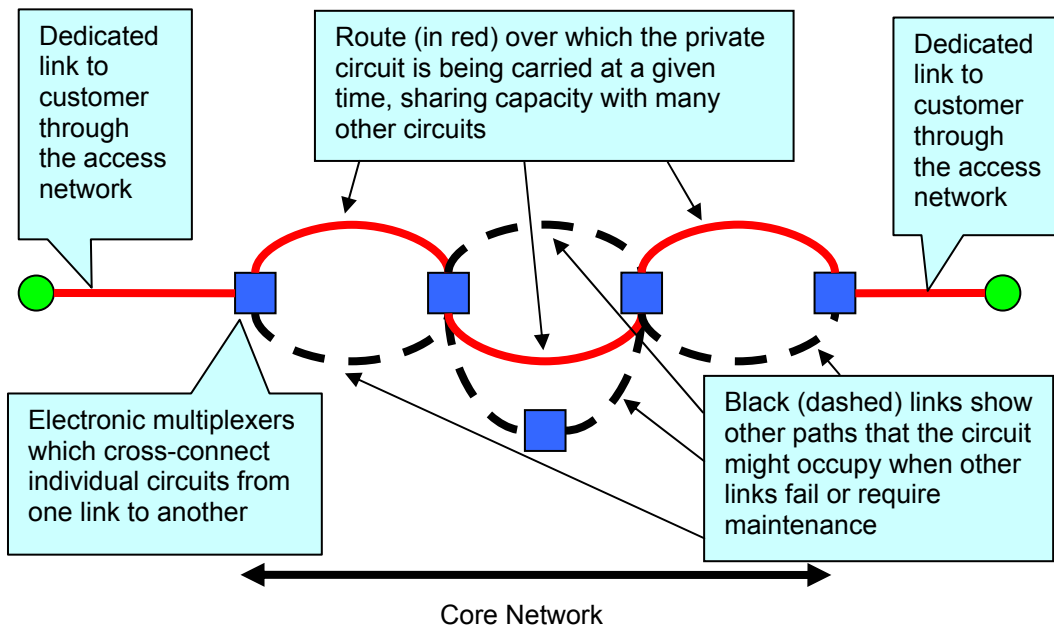 Dedicated
link to
customer
through
the access
network
Route (in red) over which the private
circuit is being carried at a given
time, sharing capacity with many
other circuits
Dedicated
link to
customer
through
the access
network
Electronic multiplexers
which cross-connect
individual circuits from
one link to another
Black (dashed) links show
other paths that the circuit
might occupy when other
links fail or require
maintenance
Core Network